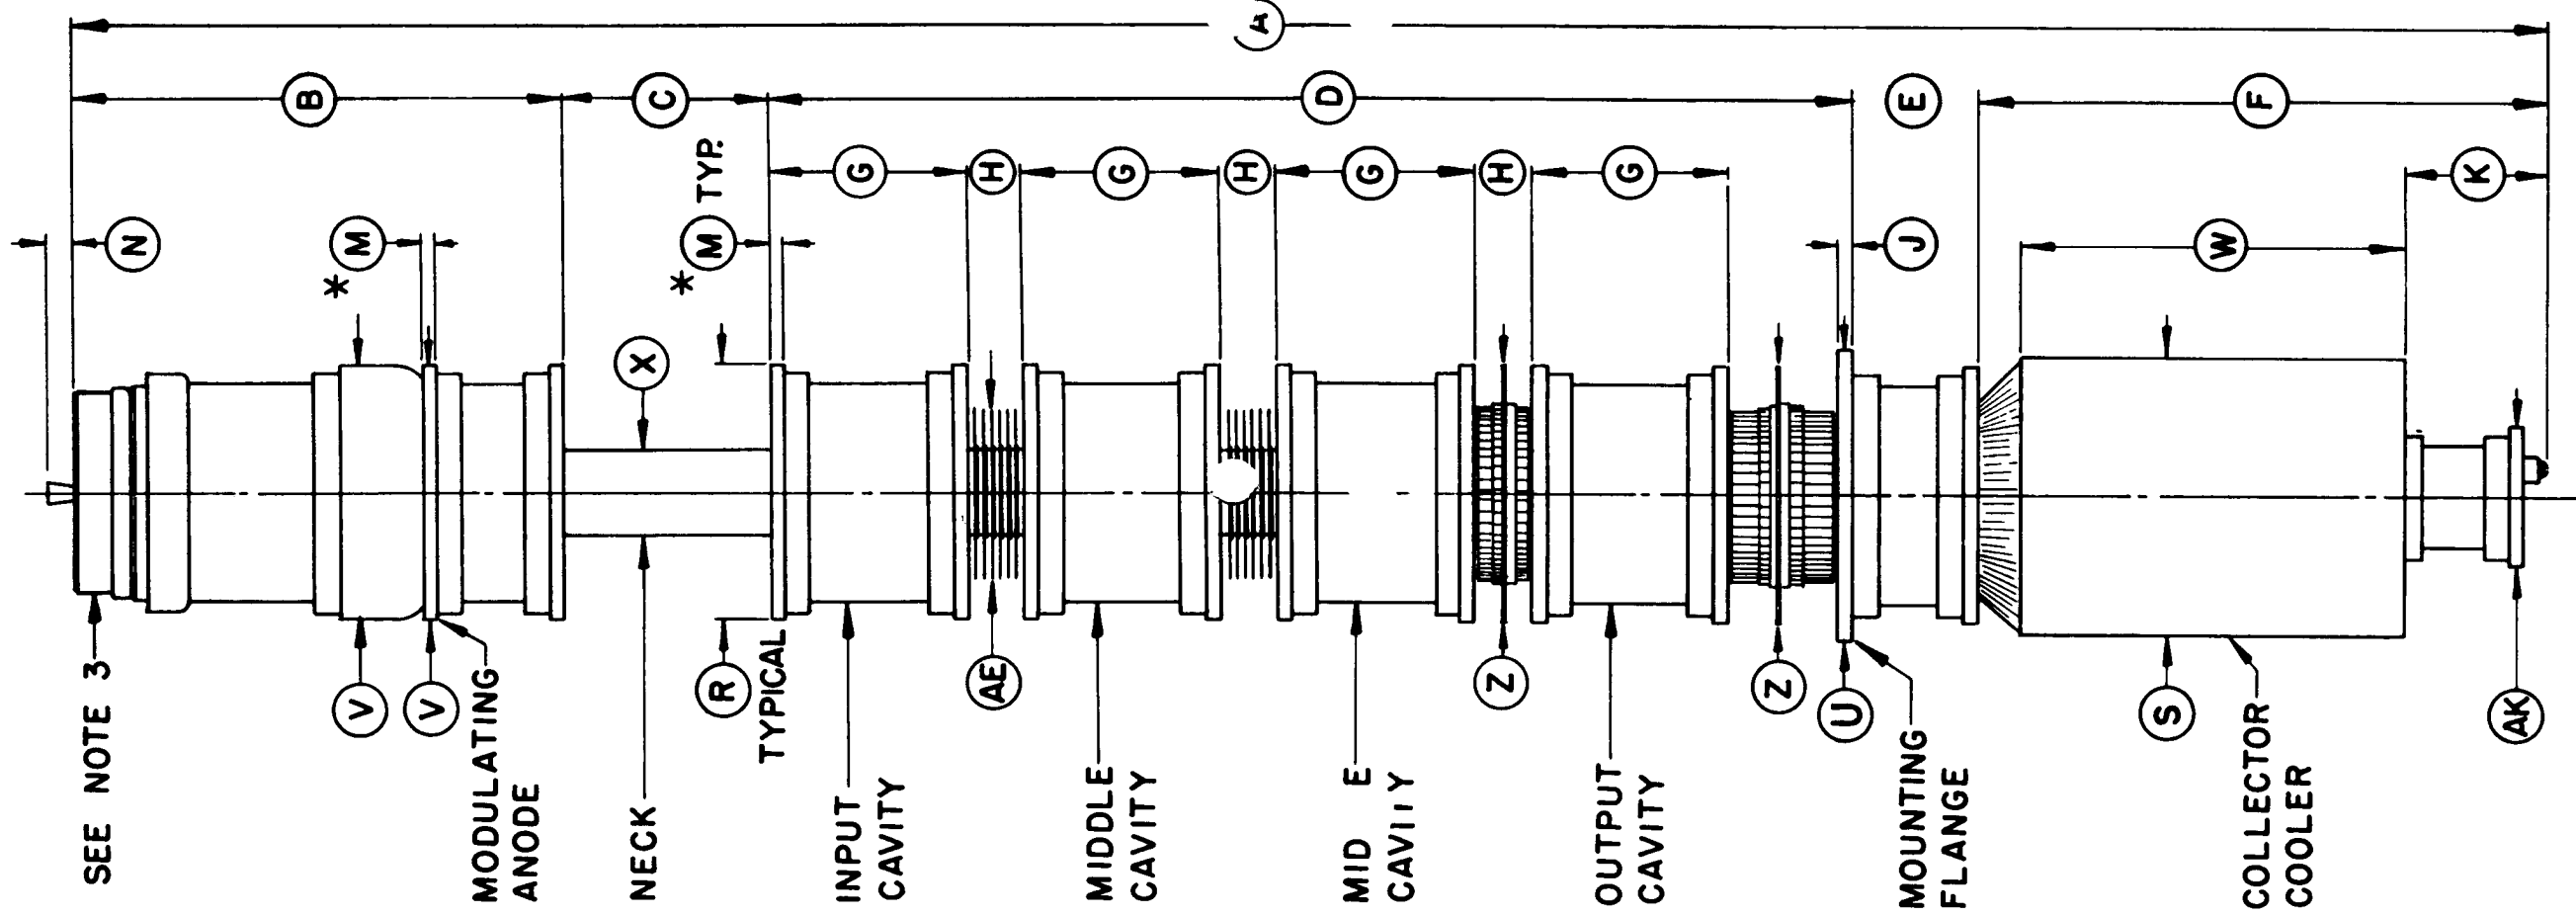 A
B
C
D
E
F
N
* M
* M TYP.
G
H
G
H
G
H
G
K
J
W
X
SEE NOTE 3
V
V
MODULATING
ANODE
NECK
R
TYPICAL
INPUT
CAVITY
AE
MIDDLE
CAVITY
MID E
CAVITY
Z
OUTPUT
CAVITY
Z
U
MOUNTING
FLANGE
S
COLLECTOR
COOLER
AK